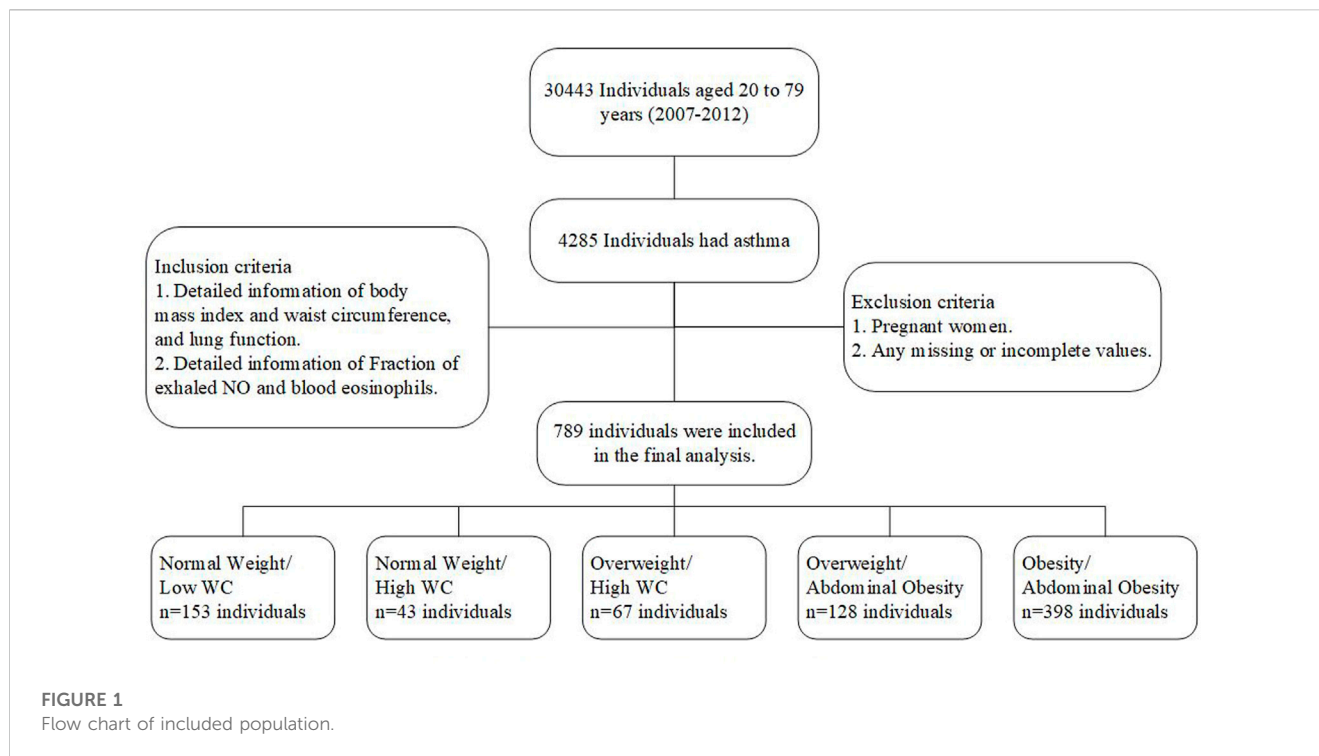 30443 Individuals aged 20 to 79
years (2007-2012)
4285 Individuals had asthma
Inclusion criteria
1. Detailed information of body
mass index and waist circumference,
and lung function.
2. Detailed information of Fraction of
exhaled NO and blood eosinophils.
Exclusion criteria
1. Pregnant women.
2. Any missing or incomplete values.
789 individuals were included
in the final analysis.
Normal Weight/
Low WC
n=153 individuals
Normal Weight/
High WC
n=43 individuals
Overweight/
High WC
n=67 individuals
Overweight/
Abdominal Obesity
n=128 individuals
Obesity/
Abdominal Obesity
n=398 individuals
FIGURE 1
Flow chart of included population.